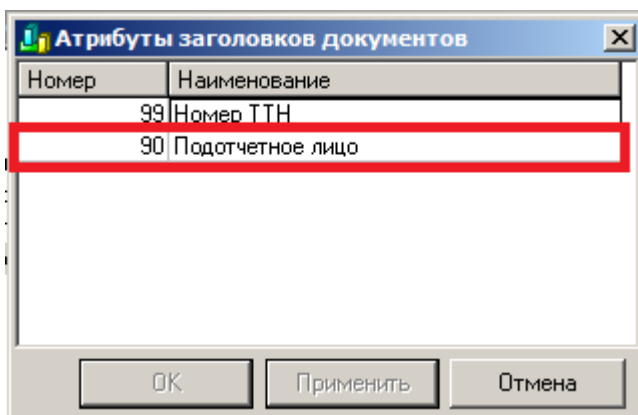 Атрибуты заголовков документов
Номер Наименование
99 Номер ТТН
90 Подотчетное лицо
OK Применить Отмена